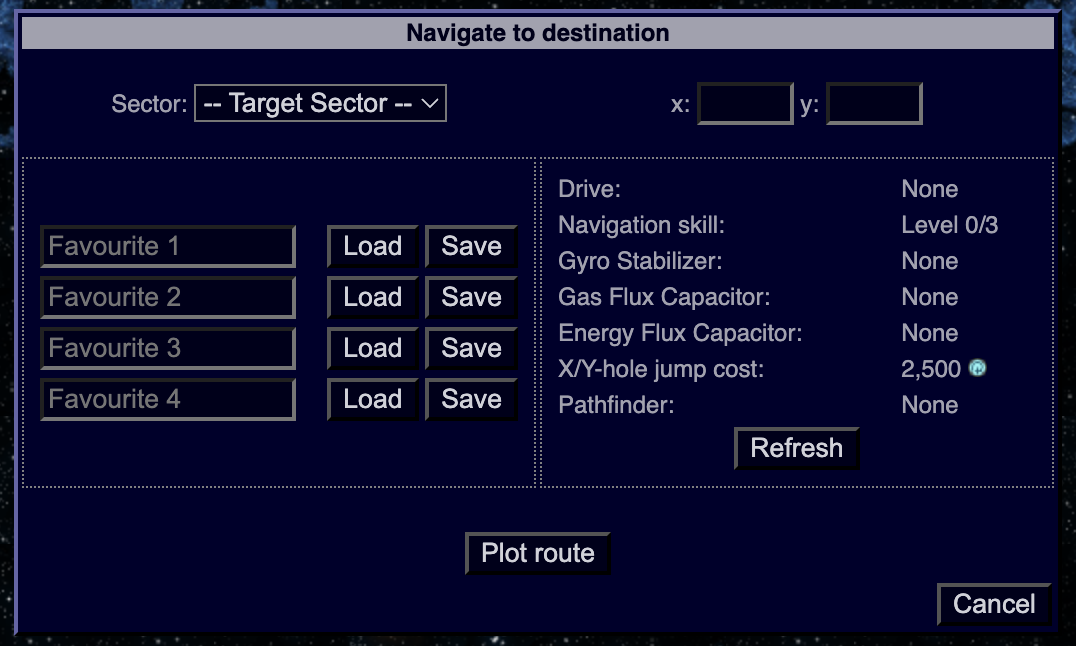 Navigate to destination
Sector: -- Target Sector -- x: y:
Favourite 1 Load Save
Favourite 2 Load Save
Favourite 3 Load Save
Favourite 4 Load Save
Drive: None
Navigation skill: Level 0/3
Gyro Stabilizer: None
Gas Flux Capacitor: None
Energy Flux Capacitor: None
X/Y-hole jump cost: 2,500
Pathfinder: None
Refresh
Plot route
Cancel